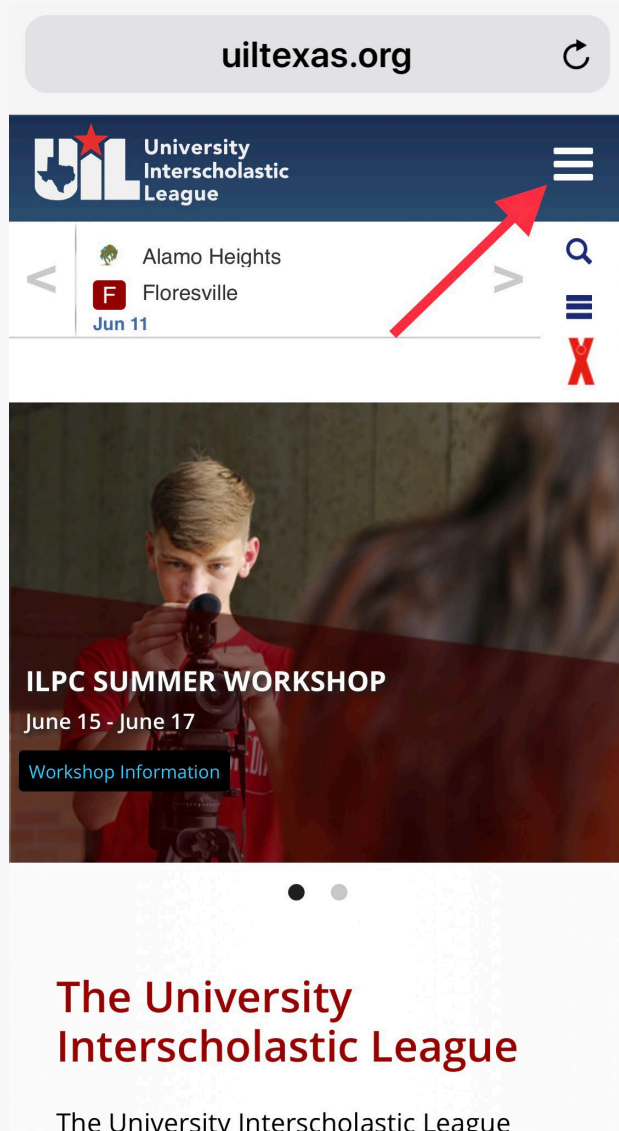 uiltexas.org
UIL
University
Interscholastic
League
Alamo Heights
F
Floresville
Jun 11
ILPC SUMMER WORKSHOP
June 15 - June 17
Workshop Information
The University
Interscholastic League
The University Interscholastic League